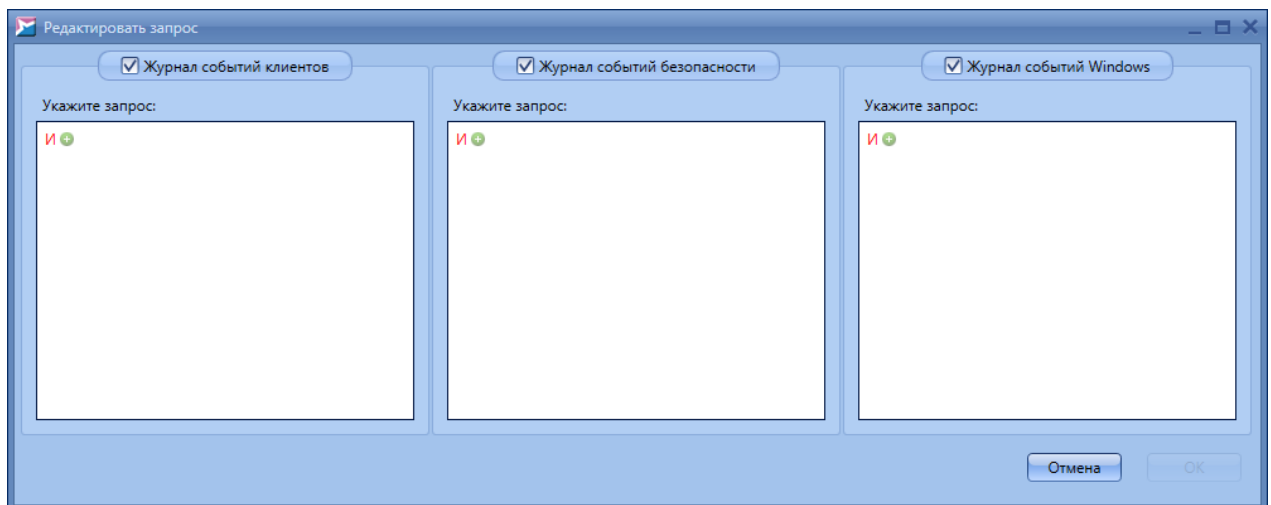 Редактировать запрос
Журнал событий клиентов
Журнал событий безопасности
Журнал событий Windows
Укажите запрос:
Укажите запрос:
Укажите запрос:
И
И
И
Отмена
OK